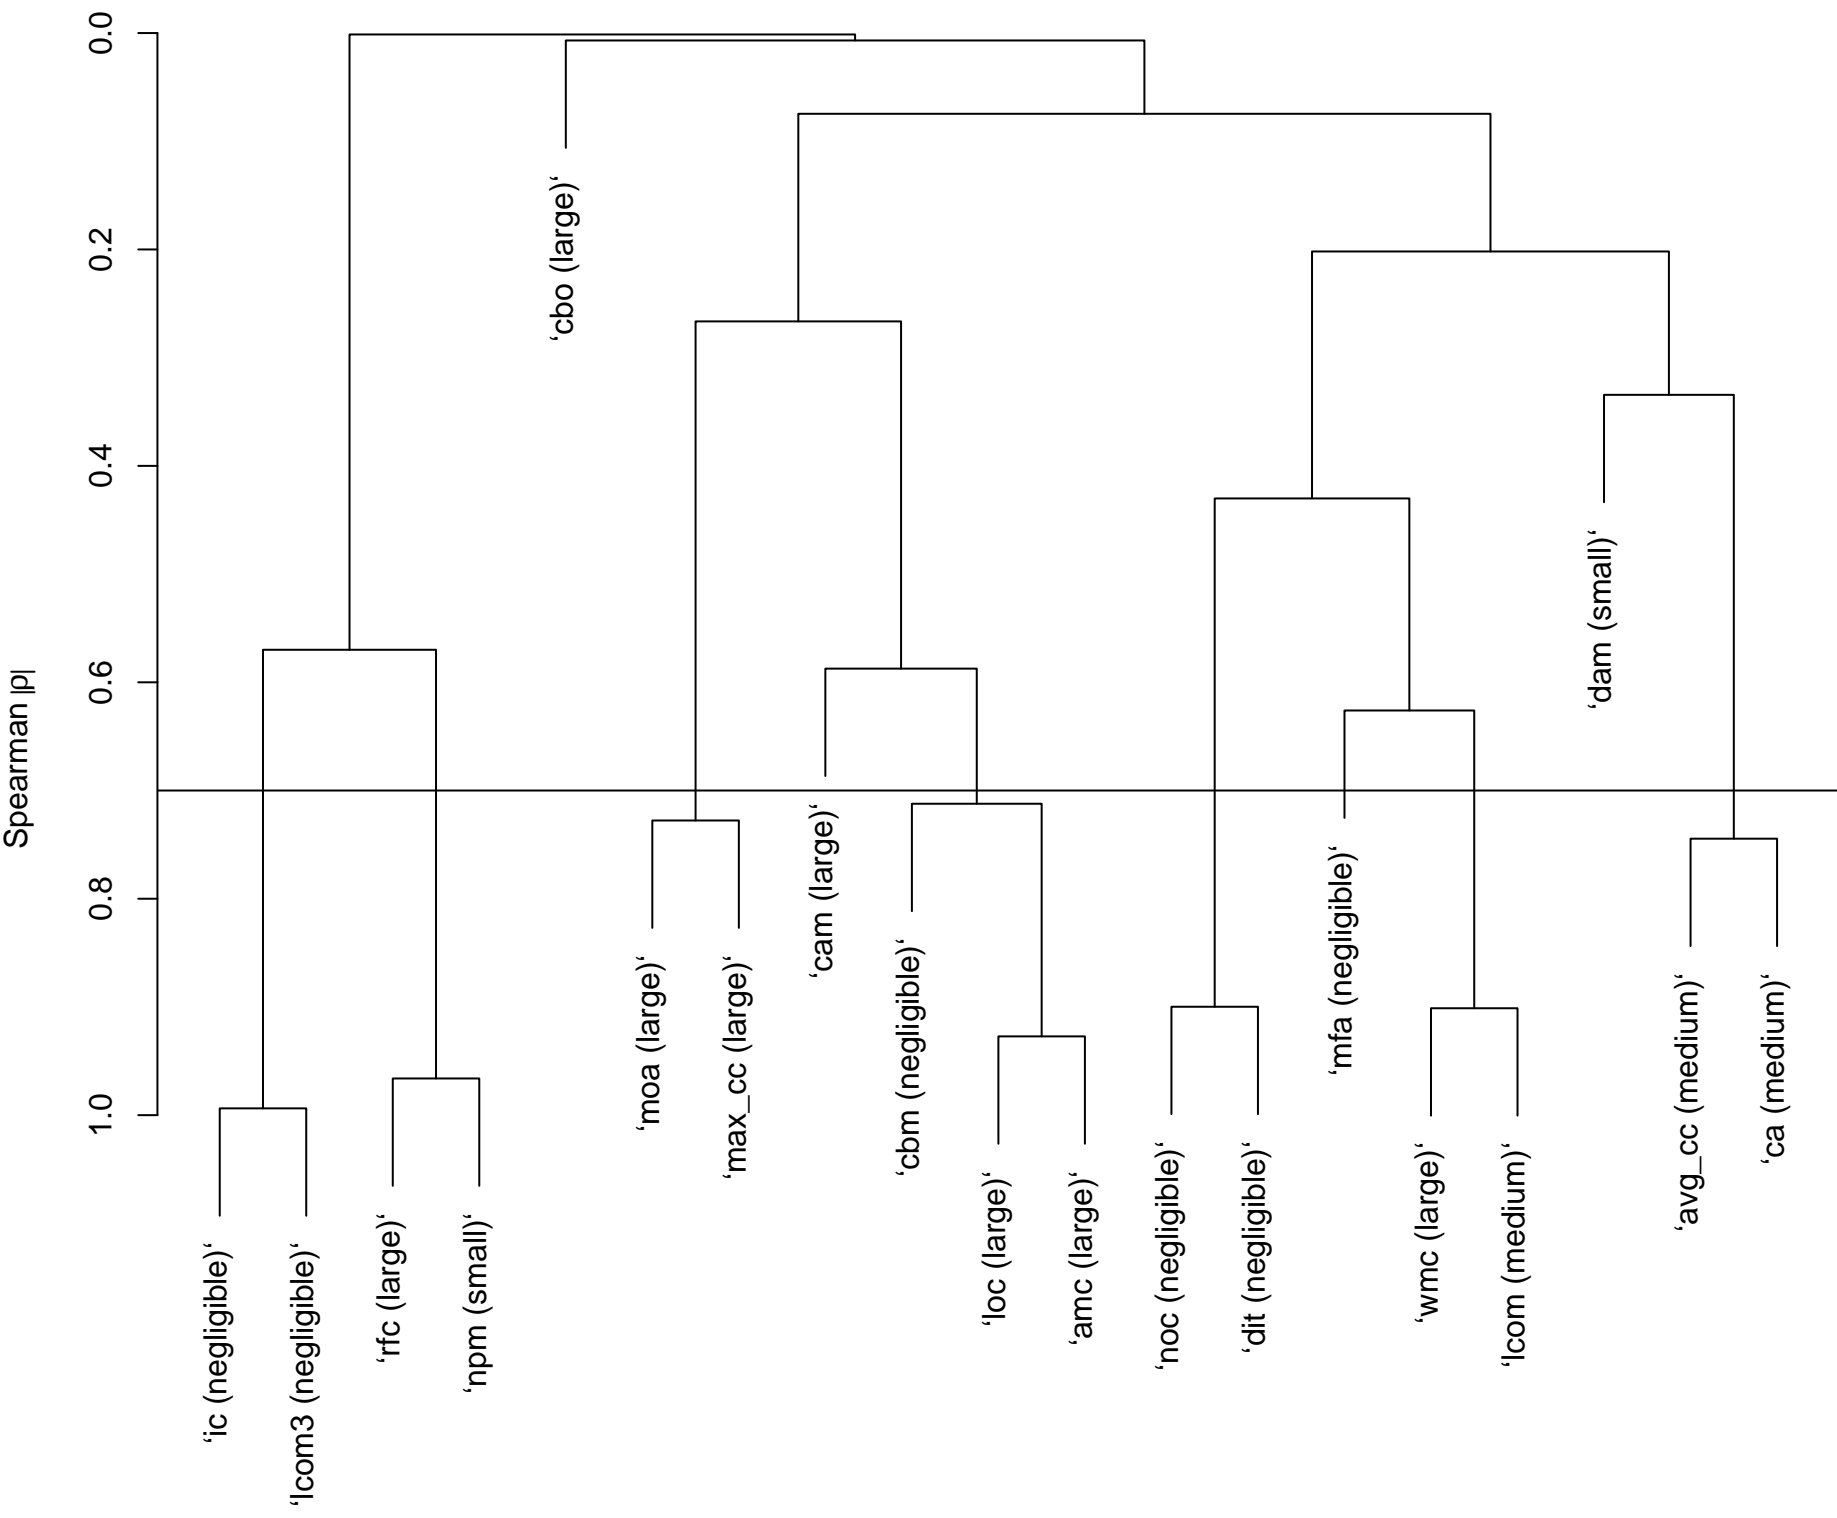 Spearman |ρ|
0.0
0.2
0.4
0.6
0.8
1.0
‘ic (negligible)‘
‘lcom3 (negligible)‘
‘rfc (large)‘
‘npm (small)‘
‘cbo (large)‘
‘moa (large)‘
‘max_cc (large)‘
‘cam (large)‘
‘cbm (negligible)‘
‘loc (large)‘
‘amc (large)‘
‘noc (negligible)‘
‘dit (negligible)‘
‘mfa (negligible)‘
‘wmc (large)‘
‘lcom (medium)‘
‘dam (small)‘
‘avg_cc (medium)‘
‘ca (medium)‘